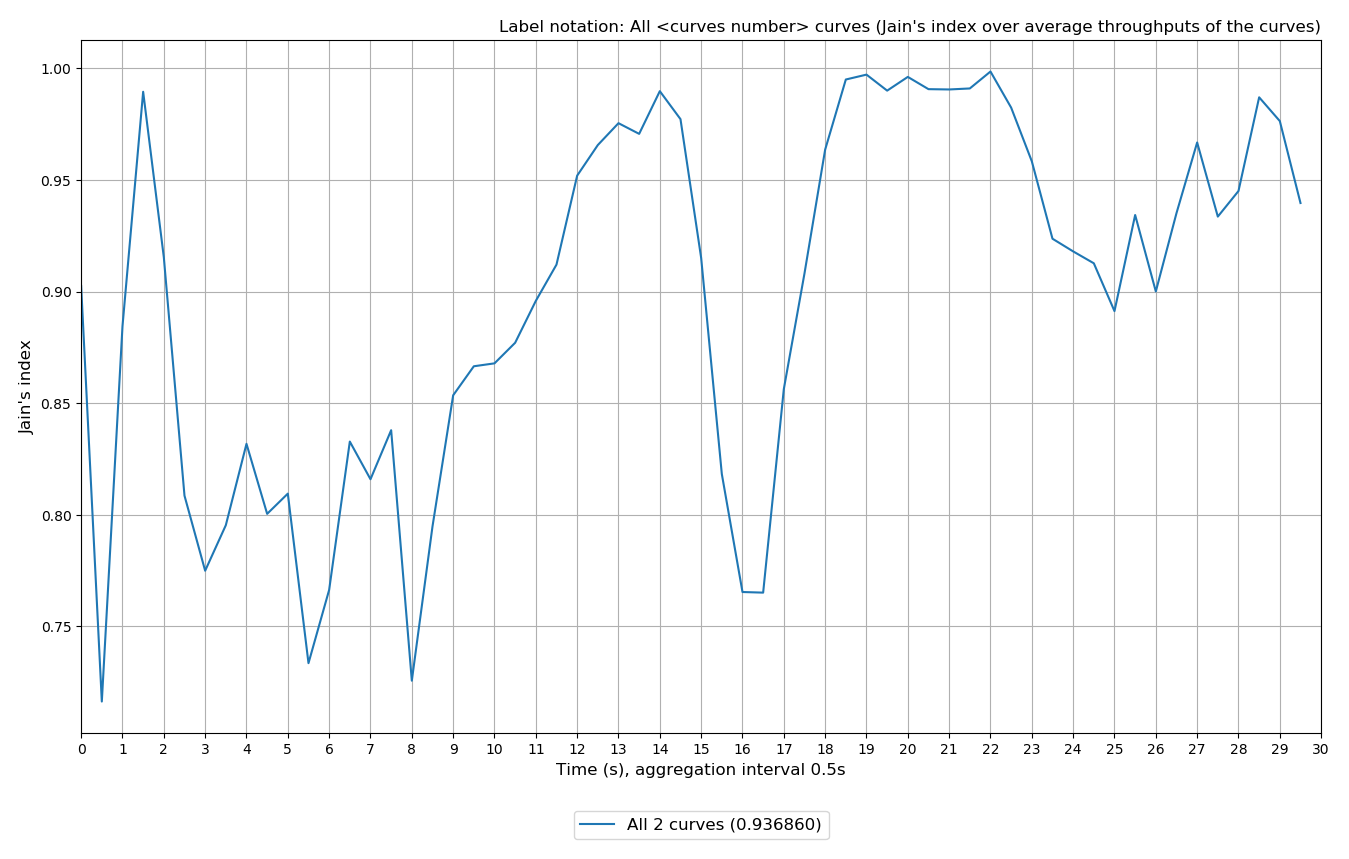 Label notation: All <curves number> curves (Jain's index over average throughputs of the curves)
1.00
0.95
0.90
0.85
0.80
0.75
Jain's index
0 1 2 3 4 5 6 7 8 9 10 11 12 13 14 15 16 17 18 19 20 21 22 23 24 25 26 27 28 29 30
Time (s), aggregation interval 0.5s
All 2 curves (0.936860)